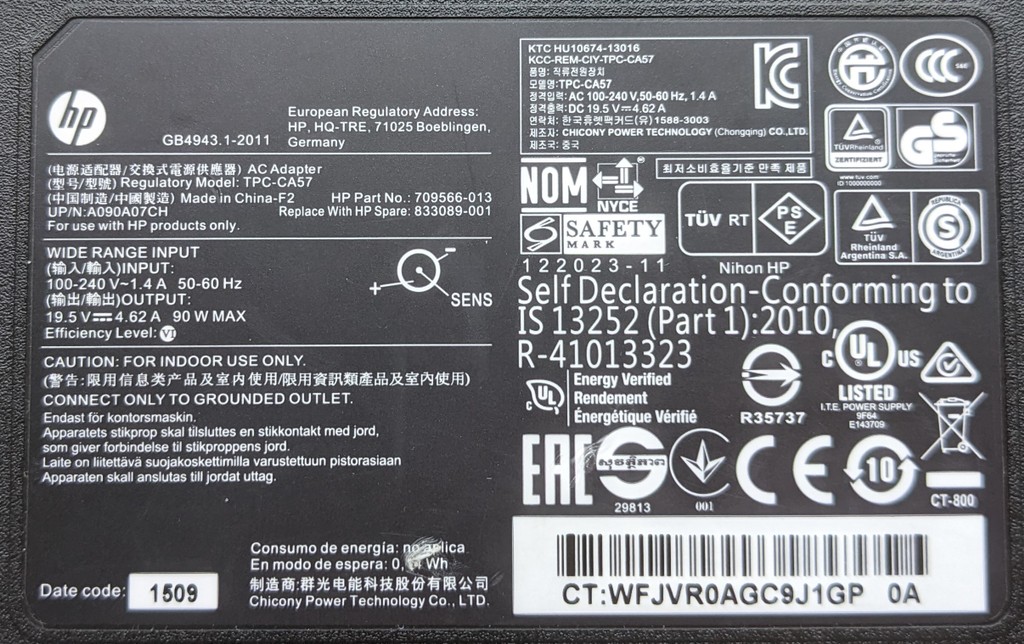 hp
GB4943.1-2011
European Regulatory Address:
HP, HQ-TRE, 71025 Boeblingen,
Germany
(电源适配器/交換式電源供應器) AC Adapter
(型号/型號) Regulatory Model: TPC-CA57
(中国制造/中國製造) Made in China-F2
HP Part No.: 709566-013
UP/N:A090A07CH
Replace With HP Spare: 833089-001
For use with HP products only.
WIDE RANGE INPUT
(输入/輸入)INPUT:
100-240 V~1.4 A 50-60 Hz
(输出/輸出)OUTPUT:
19.5 V⎓4.62 A 90 W MAX
Efficiency Level: VI
+
-
SENS
CAUTION: FOR INDOOR USE ONLY.
(警告:限用信息类产品及室内使用/限用資訊類產品及室內使用)
CONNECT ONLY TO GROUNDED OUTLET.
Endast för kontorsmaskin.
Apparatets stikprop skal tilsluttes en stikkontakt med jord,
som giver forbindelse til stikproppens jord.
Laite on liitettävä suojakoskettimilla varustettuun pistorasiaan
Apparaten skall anslutas till jordat uttag.
Consumo de energía: no aplica
En modo de espera: 0, Wh
制造商:群光电能科技股份有限公司
Chicony Power Technology Co., LTD.
Date code: 1509
KTC HU10674-13016
KCC-REM-CIY-TPC-CA57
품명: 직류전원장치
모델명:TPC-CA57
정격입력: AC 100-240 V,50-60 Hz, 1.4 A
정격출력: DC 19.5 V⎓4.62 A
연락처: 한국휴렛팩커드(유) 1588-3003
제조자: CHICONY POWER TECHNOLOGY (Chongqing) CO.,LTD.
제조국: 중국
CCC S&E
TÜVRheinland
ZERTIFIZIERT
GS
www.tuv.com
ID 1000000000
최저소비효율기준 만족 제품
NOM
NYCE
S SAFETY
MARK
122023-11
TÜV RT
PS
E
Nihon HP
TÜV
Rheinland
Argentina S.A.
REPUBLICA
S
ARGENTINA
Self Declaration-Conforming to
IS 13252 (Part 1):2010,
R-41013323
c UL us
LISTED
I.T.E. POWER SUPPLY
9F64
E143709
c UL
Energy Verified
Rendement
Énergétique Vérifié
R35737
EAC
29813
001
CE
10
CT-800
CT:WFJVR0AGC9J1GP 0A